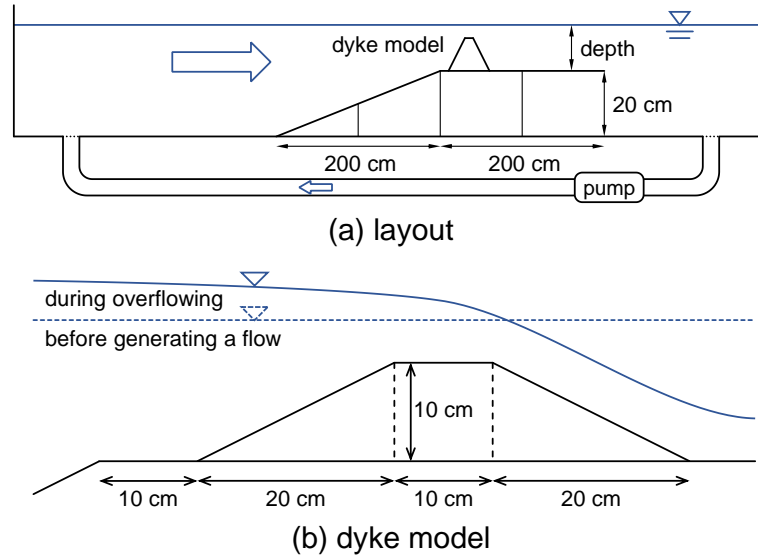 dyke model
depth
20 cm
200 cm
200 cm
pump
(a) layout
during overflowing
before generating a flow
10 cm
10 cm
20 cm
10 cm
20 cm
(b) dyke model